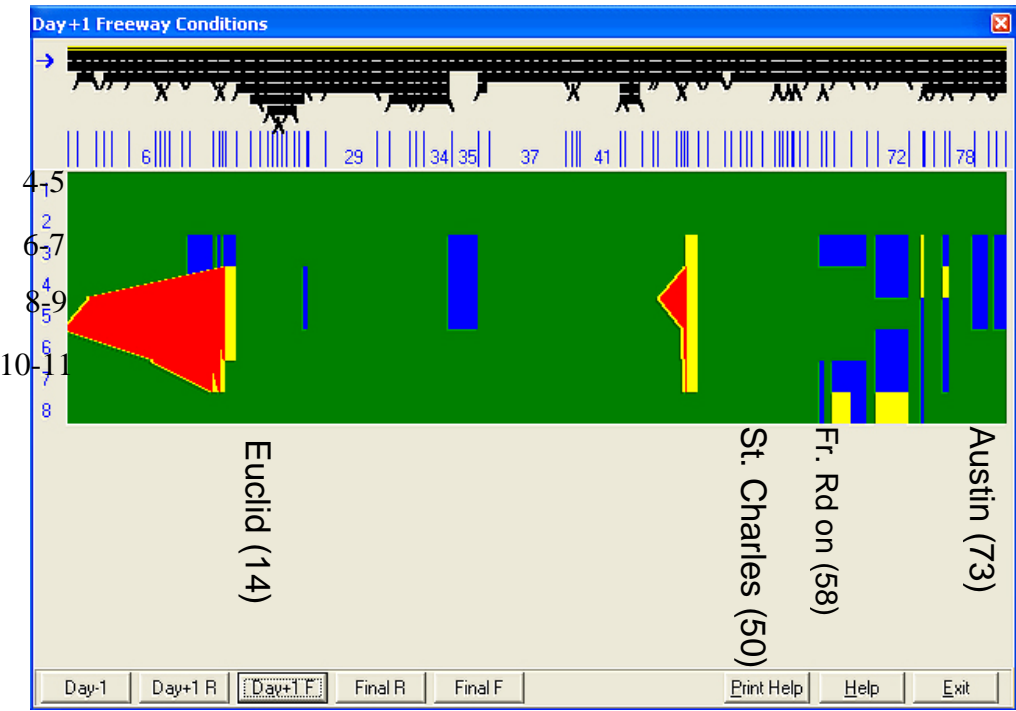 Day+1 Freeway Conditions
6 29 34 35 37 41 72 78
4-5
1
2
6-7
3
4
8-9
5
6
10-11
7
8
Euclid (14)
St. Charles (50)
Fr. Rd on (58)
Austin (73)
Day-1 Day+1 R Day+1 F Final R Final F Print Help Help Exit